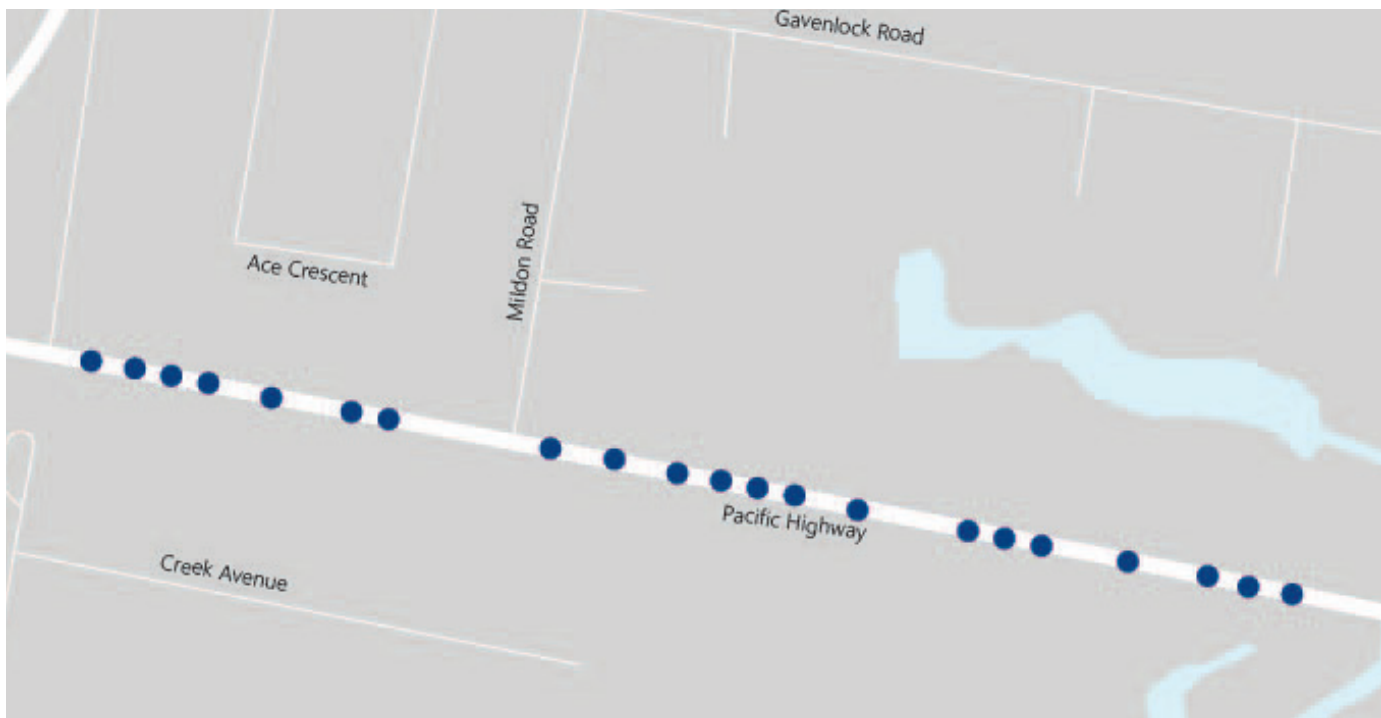 Gavenlock Road
Mildon Road
Ace Crescent
Pacific Highway
Creek Avenue